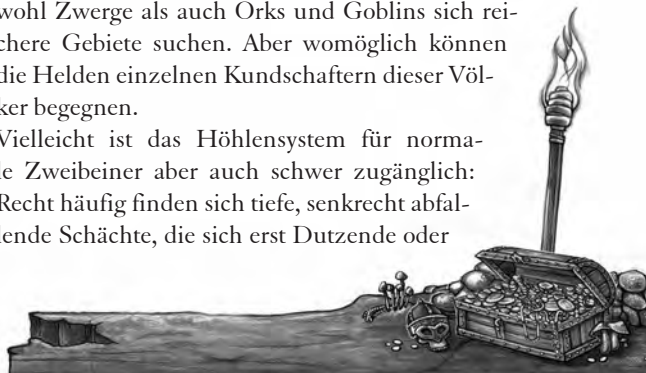 wohl Zwerge als auch Orks und Goblins sich rei-
chere Gebiete suchen. Aber womöglich können
die Helden einzelnen Kundschaftern dieser Völ-
ker begegnen.
Vielleicht ist das Höhlensystem für norma-
le Zweibeiner aber auch schwer zugänglich:
Recht häufig finden sich tiefe, senkrecht abfal-
lende Schächte, die sich erst Dutzende oder